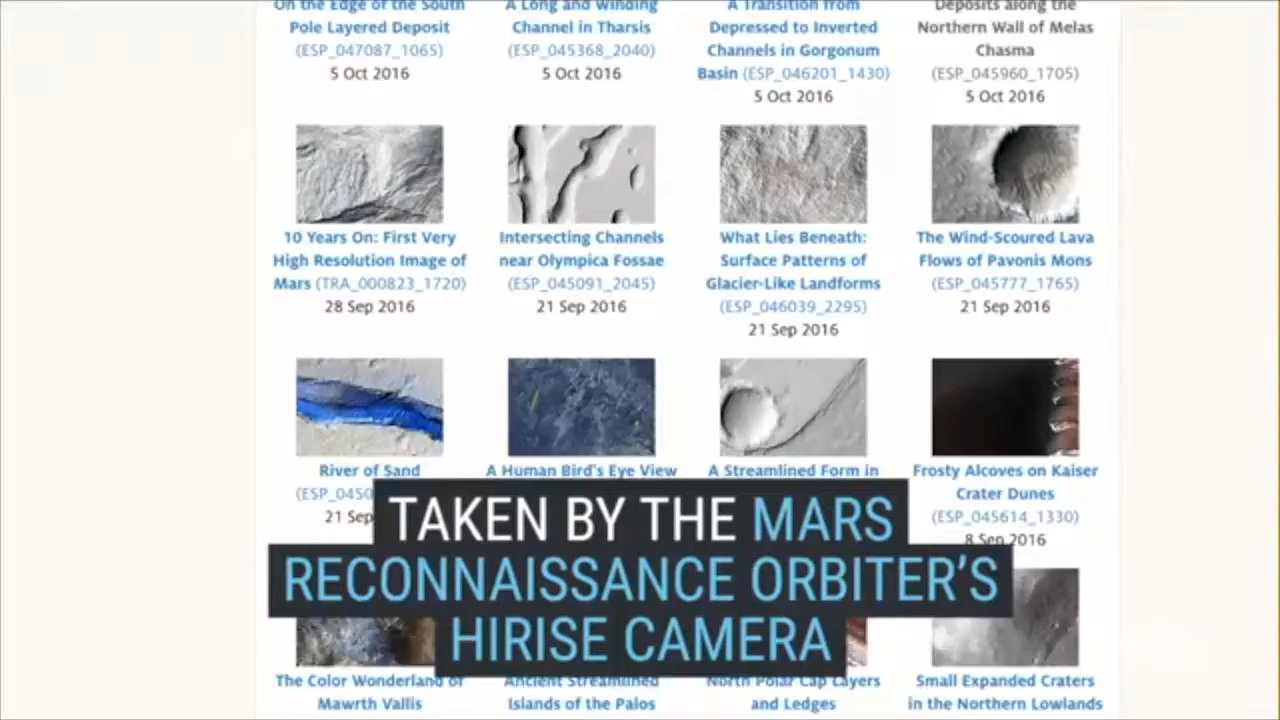 On the Edge of the South
Pole Layered Deposit
(ESP_047087_1065)
5 Oct 2016
A Long and Winding
Channel in Tharsis
(ESP_045368_2040)
5 Oct 2016
A Transition from
Depressed to Inverted
Channels in Gorgonum
Basin (ESP_046201_1430)
5 Oct 2016
Deposits along the
Northern Wall of Melas
Chasma
(ESP_045960_1705)
5 Oct 2016
10 Years On: First Very
High Resolution Image of
Mars (TRA_000823_1720)
28 Sep 2016
Intersecting Channels
near Olympica Fossae
(ESP_045091_2045)
21 Sep 2016
What Lies Beneath:
Surface Patterns of
Glacier-Like Landforms
(ESP_046039_2295)
21 Sep 2016
The Wind-Scoured Lava
Flows of Pavonis Mons
(ESP_045777_1765)
21 Sep 2016
River of Sand
(ESP_0450
21 Sep
A Human Bird's Eye View
A Streamlined Form in
Frosty Alcoves on Kaiser
Crater Dunes
(ESP_045614_1330)
8 Sep 2016
TAKEN BY THE MARS
RECONNAISSANCE ORBITER'S
HIRISE CAMERA
The Color Wonderland of
Mawrth Vallis
Ancient Streamlined
Islands of the Palos
North Polar Cap Layers
and Ledges
Small Expanded Craters
in the Northern Lowlands